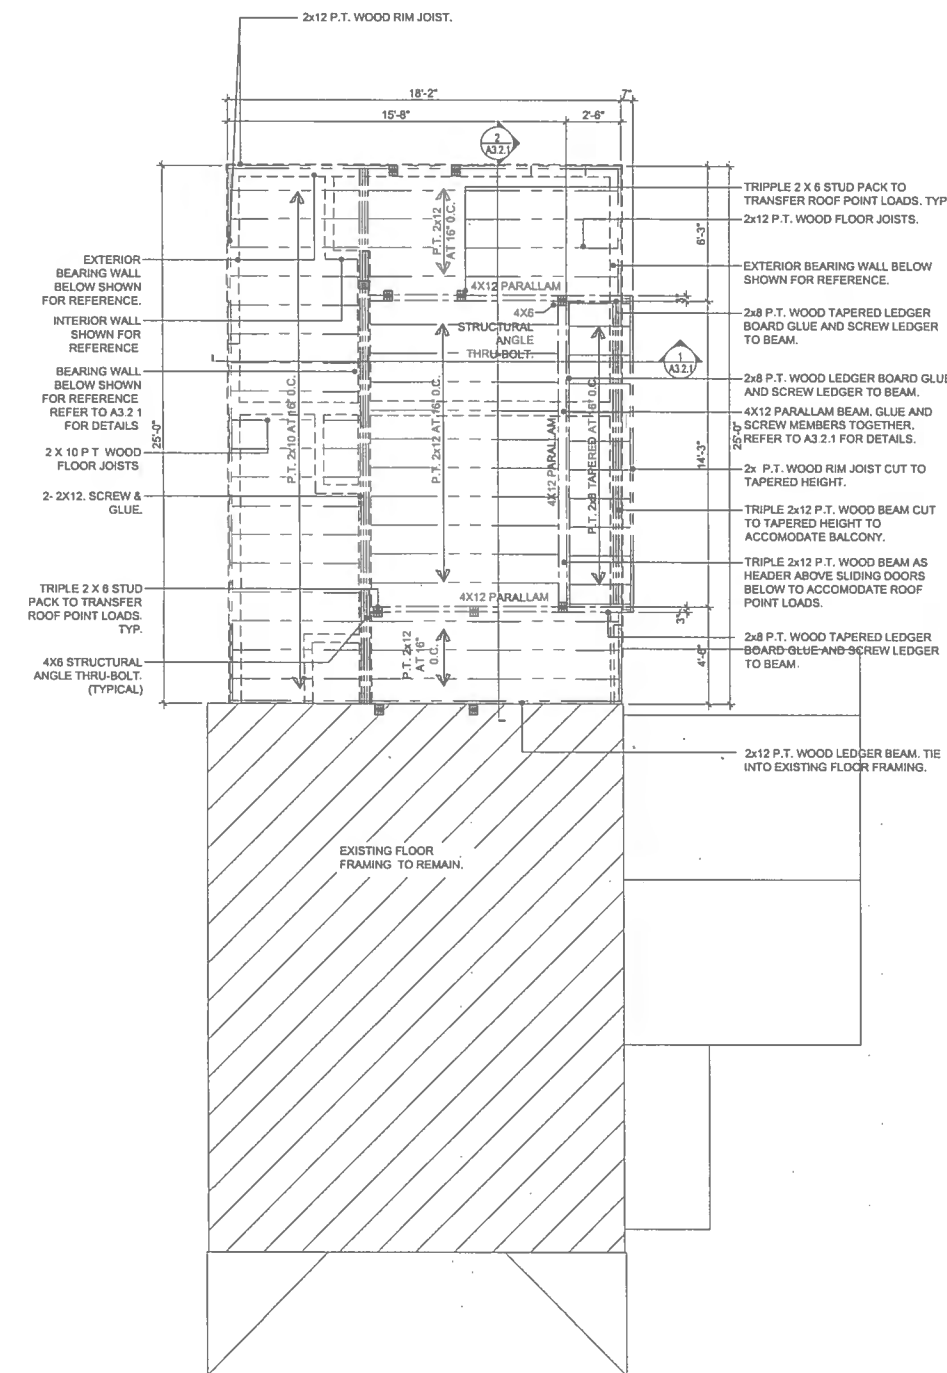 2x12 P.T. WOOD RIM JOIST.
18'-2"
7"
15'-8"
2'-6"
2
A3.2.1
TRIPPLE 2 X 6 STUD PACK TO
TRANSFER ROOF POINT LOADS. TYP
2x12 P.T. WOOD FLOOR JOISTS.
P.T. 2x12
AT 16" O.C.
6'-3"
EXTERIOR
BEARING WALL
BELOW SHOWN
FOR REFERENCE.
EXTERIOR BEARING WALL BELOW
SHOWN FOR REFERENCE.
4X12 PARALLAM
3"
4X6
STRUCTURAL
ANGLE
THRU-BOLT.
INTERIOR WALL
SHOWN FOR
REFERENCE
2x8 P.T. WOOD TAPERED LEDGER
BOARD GLUE AND SCREW LEDGER
TO BEAM.
1
A3.2.1
BEARING WALL
BELOW SHOWN
FOR REFERENCE
REFER TO A3.2 1
FOR DETAILS
2x8 P.T. WOOD LEDGER BOARD GLUE
AND SCREW LEDGER TO BEAM.
4X12 PARALLAM BEAM. GLUE AND
SCREW MEMBERS TOGETHER.
REFER TO A3.2.1 FOR DETAILS.
25'-0"
P.T. 2x10 AT 16" O.C.
P.T. 2x12 AT 16" O.C.
4X12 PARALLAM
P.T. 2x8 TAPERED AT 16" O.C.
14'-3"
25'-0"
2 X 10 P T WOOD
FLOOR JOISTS
2x P.T. WOOD RIM JOIST CUT TO
TAPERED HEIGHT.
2- 2X12. SCREW &
GLUE.
TRIPLE 2x12 P.T. WOOD BEAM CUT
TO TAPERED HEIGHT TO
ACCOMODATE BALCONY.
TRIPLE 2x12 P.T. WOOD BEAM AS
HEADER ABOVE SLIDING DOORS
BELOW TO ACCOMODATE ROOF
POINT LOADS.
TRIPLE 2 X 6 STUD
PACK TO TRANSFER
ROOF POINT LOADS.
TYP.
4X12 PARALLAM
3"
P.T. 2x12
AT 16"
O.C.
4'-6"
2x8 P.T. WOOD TAPERED LEDGER
BOARD GLUE AND SCREW LEDGER
TO BEAM.
4X6 STRUCTURAL
ANGLE THRU-BOLT.
(TYPICAL)
2x12 P.T. WOOD LEDGER BEAM. TIE
INTO EXISTING FLOOR FRAMING.
EXISTING FLOOR
FRAMING TO REMAIN.